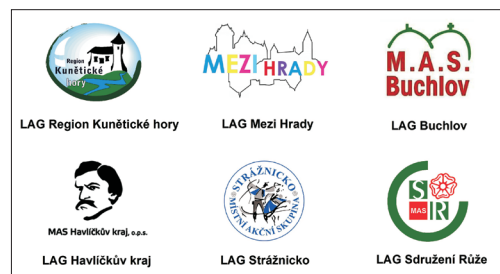 Region
Kunětické
hory
LAG Region Kunětické hory
MEZI HRADY
LAG Mezi Hrady
M.A.S.
Buchlov
LAG Buchlov
MAS Havlíčkův kraj, o.p.s.
LAG Havlíčkův kraj
STRÁŽNICKO
MÍSTNÍ AKČNÍ SKUPINA
LAG Strážnicko
S
MAS
R
LAG Sdružení Růže